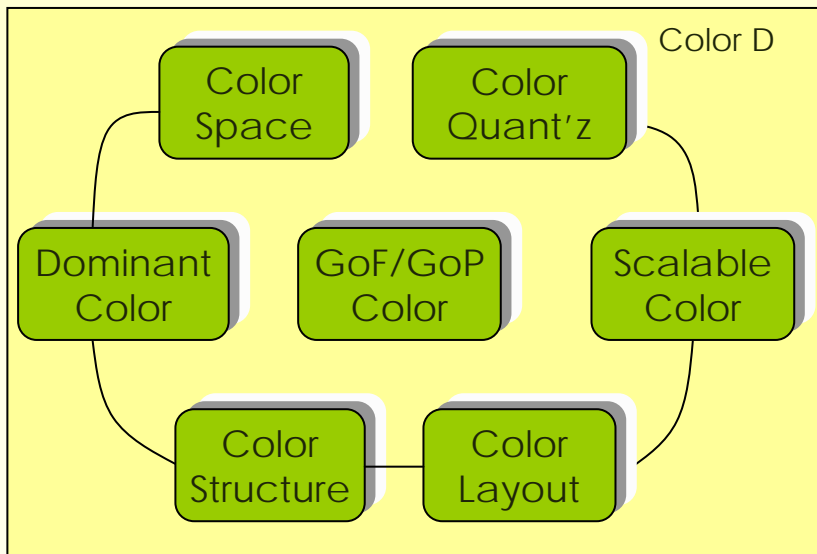 Color D
Color
Space
Color
Quant'z
Dominant
Color
GoF/GoP
Color
Scalable
Color
Color
Structure
Color
Layout